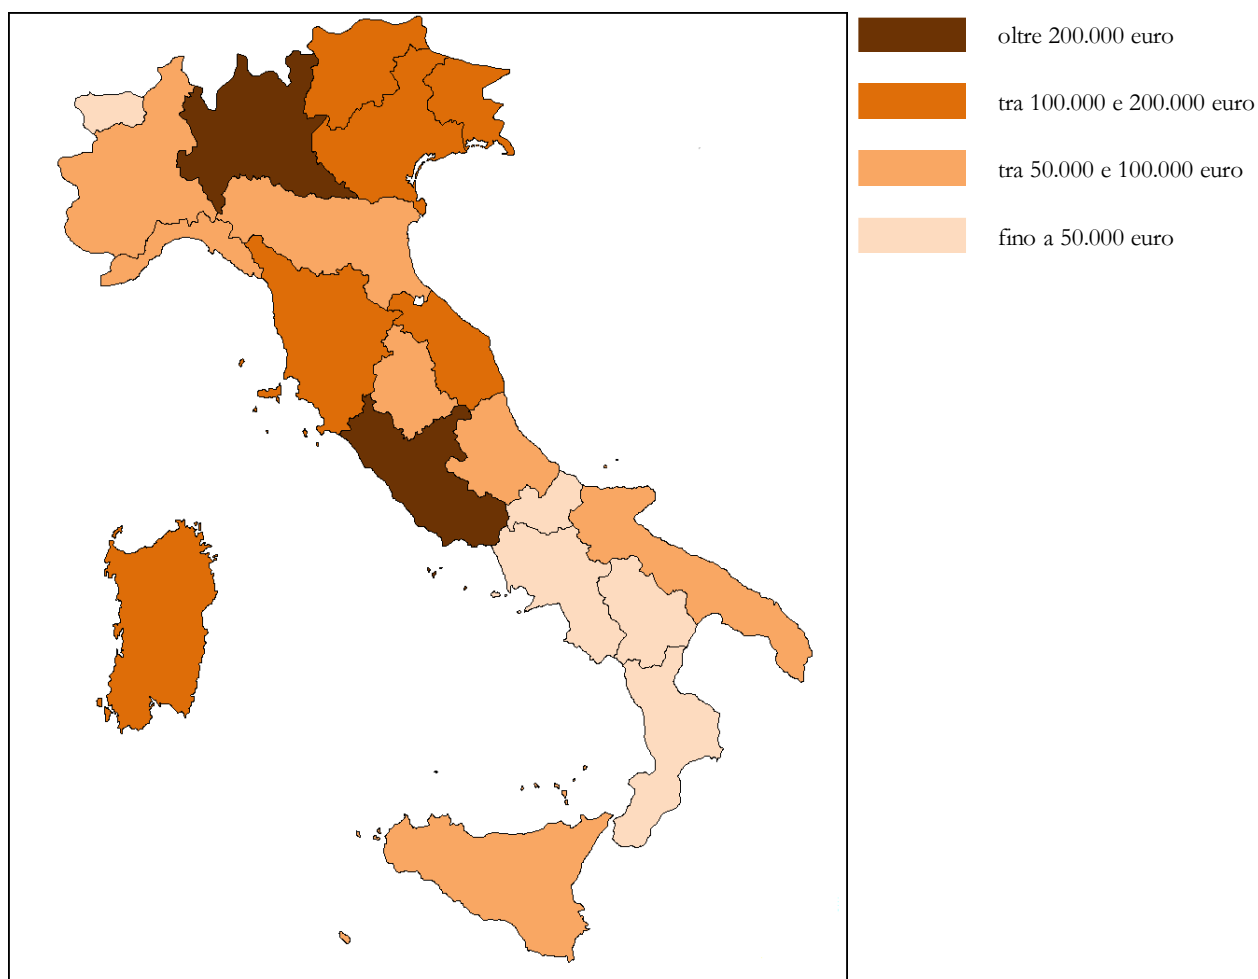 oltre 200.000 euro
tra 100.000 e 200.000 euro
tra 50.000 e 100.000 euro
fino a 50.000 euro